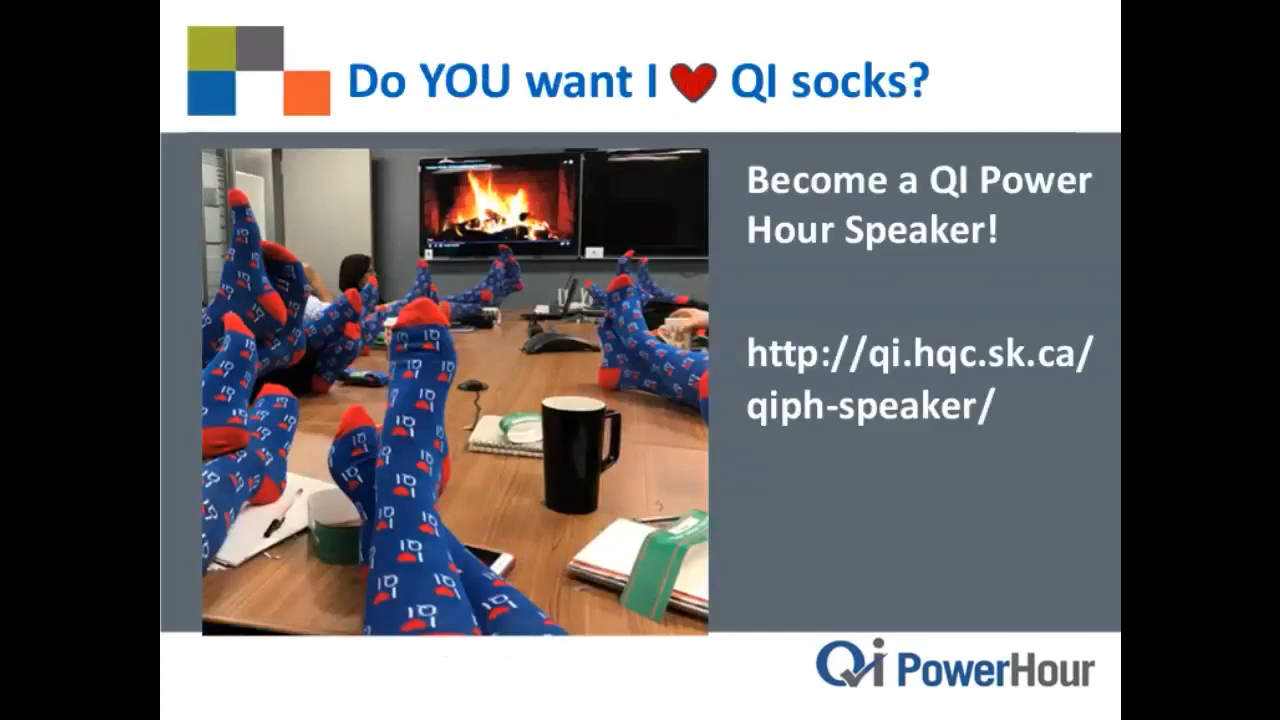 Do YOU want I ❤ QI socks?
Become a QI Power
Hour Speaker!
http://qi.hqc.sk.ca/
qiph-speaker/
Qi PowerHour